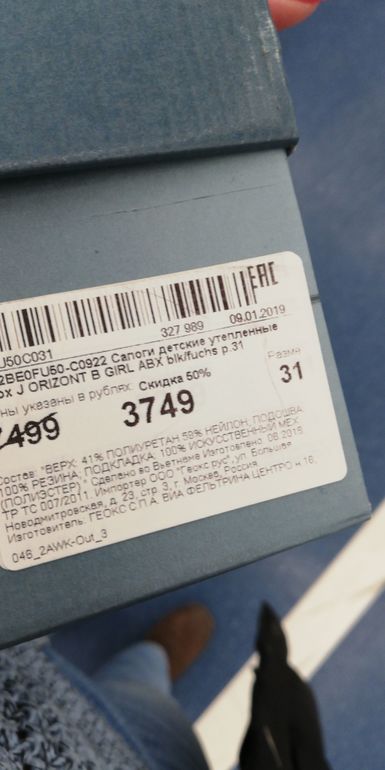 EAC
327 989 09.01.2019
U50C031
2BE0FU50-C0922 Сапоги детские утепленные
ox J ORIZONT B GIRL ABX blk/fuchs р.31
ны указаны в рублях. Скидка 50% Разме
7499 3749 31
Состав: "ВЕРХ: 41% ПОЛИУРЕТАН 59% НЕЙЛОН; ПОДОШВА:
100% РЕЗИНА; ПОДКЛАДКА: 100% ИСКУССТВЕННЫЙ МЕХ
(ПОЛИЭСТЕР)" Сделано во Вьетнаме Изготовлено: 08.2015.
ТР ТС 007/2011. Импортер ООО "Геокс рус", ул. Большая
Новодмитровская, д. 23, стр 3, г. Москва, Россия
Изготовитель: ГЕОКС С.П.А. ВИА ФЕЛЬТРИНА ЦЕНТРО н.16,
046_2AWK-Out_3